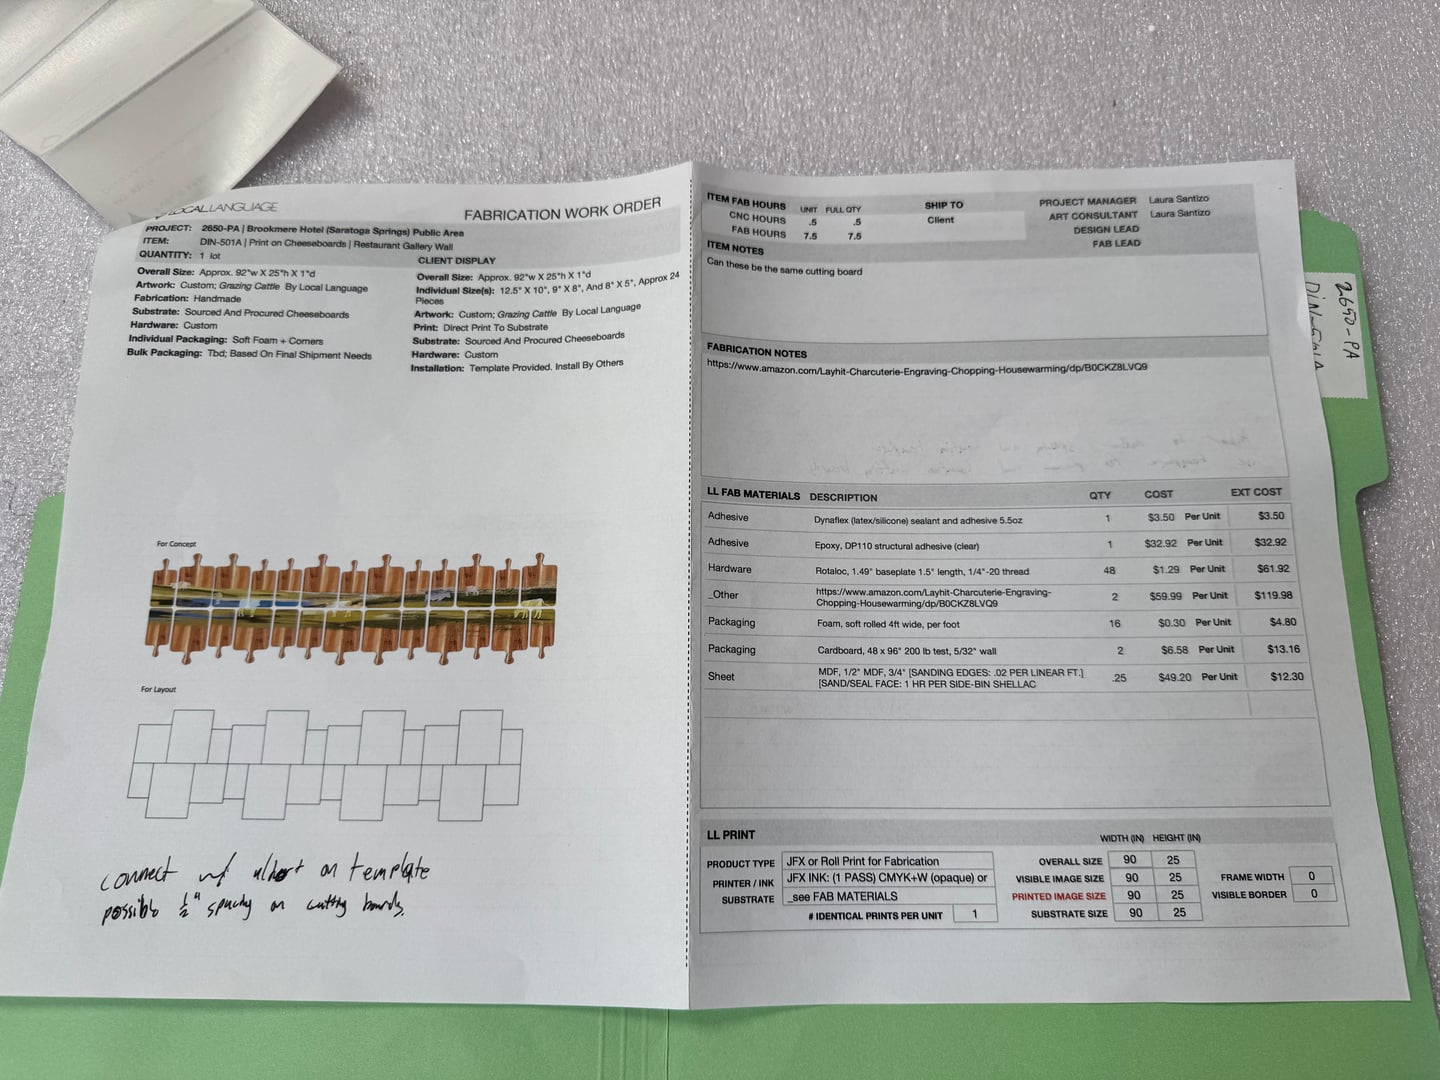 LOCAL LANGUAGE
FABRICATION WORK ORDER
PROJECT: 2650-PA | Brookmere Hotel (Saratoga Springs) Public Area
ITEM: DIN-501A | Print on Cheeseboards | Restaurant Gallery Wall
QUANTITY: 1 lot
CLIENT DISPLAY
Overall Size: Approx. 92"w X 25"h X 1"d
Artwork: Custom; Grazing Cattle By Local Language
Fabrication: Handmade
Substrate: Sourced And Procured Cheeseboards
Hardware: Custom
Individual Packaging: Soft Foam + Corners
Bulk Packaging: Tbd; Based On Final Shipment Needs
Overall Size: Approx. 92"w X 25"h X 1"d
Individual Size(s): 12.5" X 10", 9" X 8", And 8" X 5", Approx 24
Pieces
Artwork: Custom; Grazing Cattle By Local Language
Print: Direct Print To Substrate
Substrate: Sourced And Procured Cheeseboards
Hardware: Custom
Installation: Template Provided. Install By Others
For Concept
For Layout
connect w/ albert on template
possible ½" spacing on cutting boards.
ITEM FAB HOURS UNIT FULL QTY
CNC HOURS .5 .5
FAB HOURS 7.5 7.5
SHIP TO
Client
PROJECT MANAGER Laura Santizo
ART CONSULTANT Laura Santizo
DESIGN LEAD
FAB LEAD
ITEM NOTES
Can these be the same cutting board
FABRICATION NOTES
https://www.amazon.com/Layhit-Charcuterie-Engraving-Chopping-Housewarming/dp/B0CKZ8LVQ9
LL FAB MATERIALS DESCRIPTION QTY COST EXT COST
Adhesive Dynaflex (latex/silicone) sealant and adhesive 5.5oz 1 $3.50 Per Unit $3.50
Adhesive Epoxy, DP110 structural adhesive (clear) 1 $32.92 Per Unit $32.92
Hardware Rotaloc, 1.49" baseplate 1.5" length, 1/4"-20 thread 48 $1.29 Per Unit $61.92
_Other https://www.amazon.com/Layhit-Charcuterie-Engraving- 2 $59.99 Per Unit $119.98
Chopping-Housewarming/dp/B0CKZ8LVQ9
Packaging Foam, soft rolled 4ft wide, per foot 16 $0.30 Per Unit $4.80
Packaging Cardboard, 48 x 96" 200 lb test, 5/32" wall 2 $6.58 Per Unit $13.16
Sheet MDF, 1/2" MDF, 3/4" [SANDING EDGES: .02 PER LINEAR FT.] .25 $49.20 Per Unit $12.30
[SAND/SEAL FACE: 1 HR PER SIDE-BIN SHELLAC
LL PRINT
WIDTH (IN) HEIGHT (IN)
PRODUCT TYPE JFX or Roll Print for Fabrication
PRINTER / INK JFX INK: (1 PASS) CMYK+W (opaque) or
SUBSTRATE _see FAB MATERIALS
# IDENTICAL PRINTS PER UNIT 1
OVERALL SIZE 90 25
VISIBLE IMAGE SIZE 90 25
PRINTED IMAGE SIZE 90 25
SUBSTRATE SIZE 90 25
FRAME WIDTH 0
VISIBLE BORDER 0
2650-PA
DIN-501A